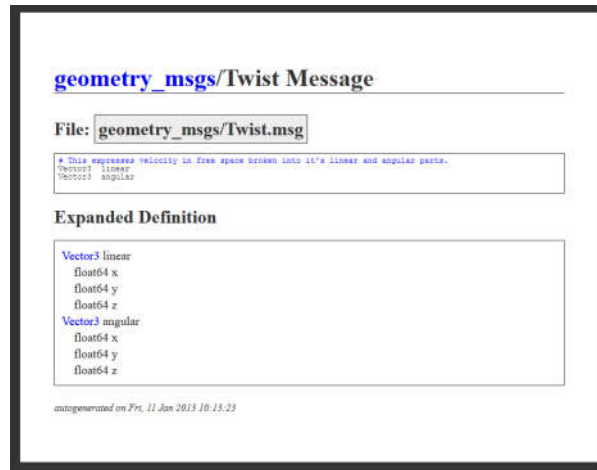 geometry_msgs/Twist Message
File: geometry_msgs/Twist.msg
# This expresses velocity in free space broken into it's linear and angular parts.
Vector3  linear
Vector3  angular
Expanded Definition
Vector3 linear
float64 x
float64 y
float64 z
Vector3 angular
float64 x
float64 y
float64 z
autogenerated on Fri, 11 Jan 2013 10:13:23